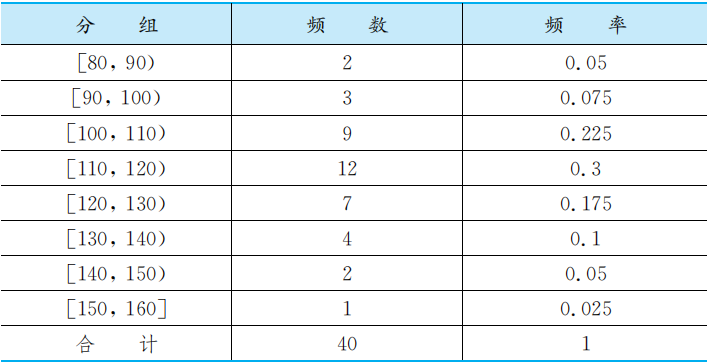 分 组 频 数 频 率
[80,90) 2 0.05
[90,100) 3 0.075
[100,110) 9 0.225
[110,120) 12 0.3
[120,130) 7 0.175
[130,140) 4 0.1
[140,150) 2 0.05
[150,160] 1 0.025
合 计 40 1